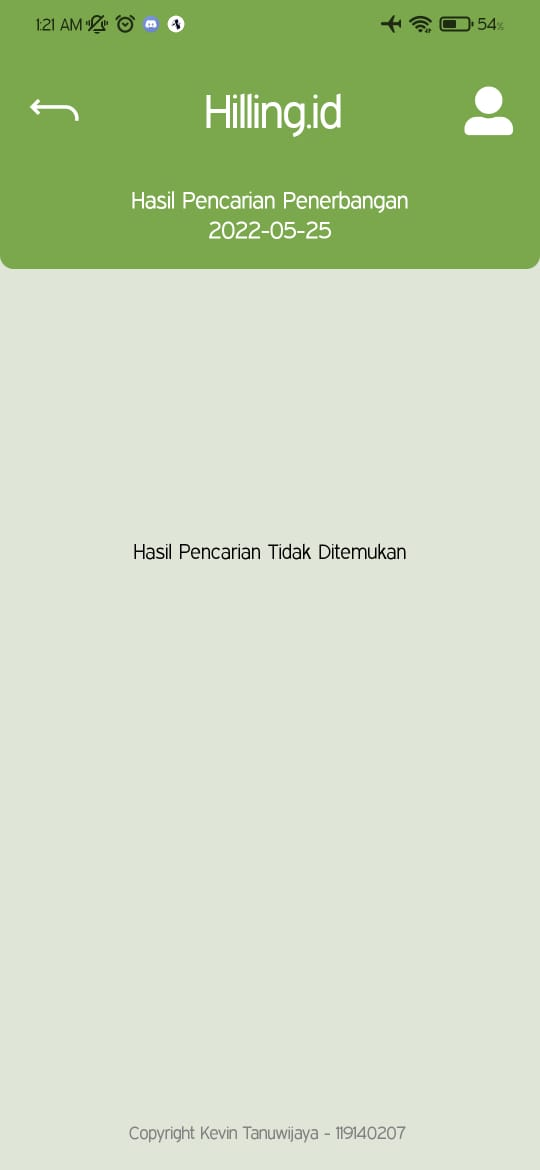 1:21 AM
54%
Hilling.id
Hasil Pencarian Penerbangan
2022-05-25
Hasil Pencarian Tidak Ditemukan
Copyright Kevin Tanuwijaya - 119140207